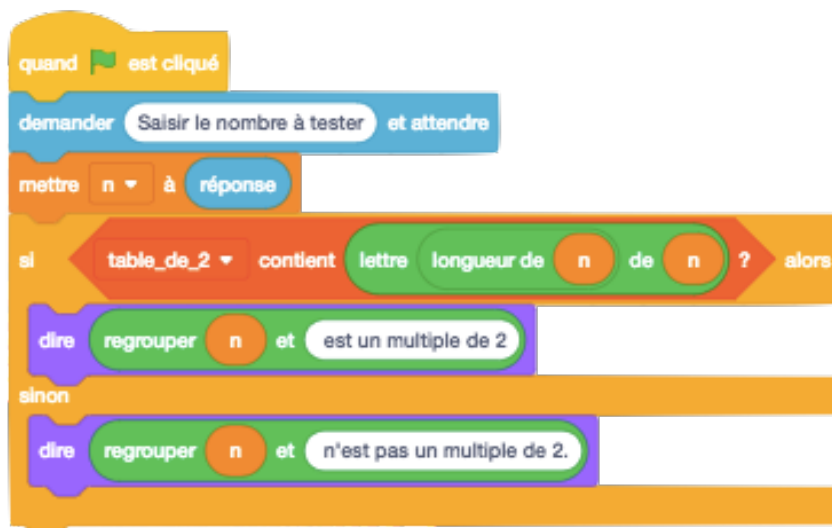 quand est cliqué
demander Saisir le nombre à tester et attendre
mettre n à réponse
si table_de_2 contient lettre longueur de n de n ? alors
dire regrouper n et est un multiple de 2
sinon
dire regrouper n et n'est pas un multiple de 2.